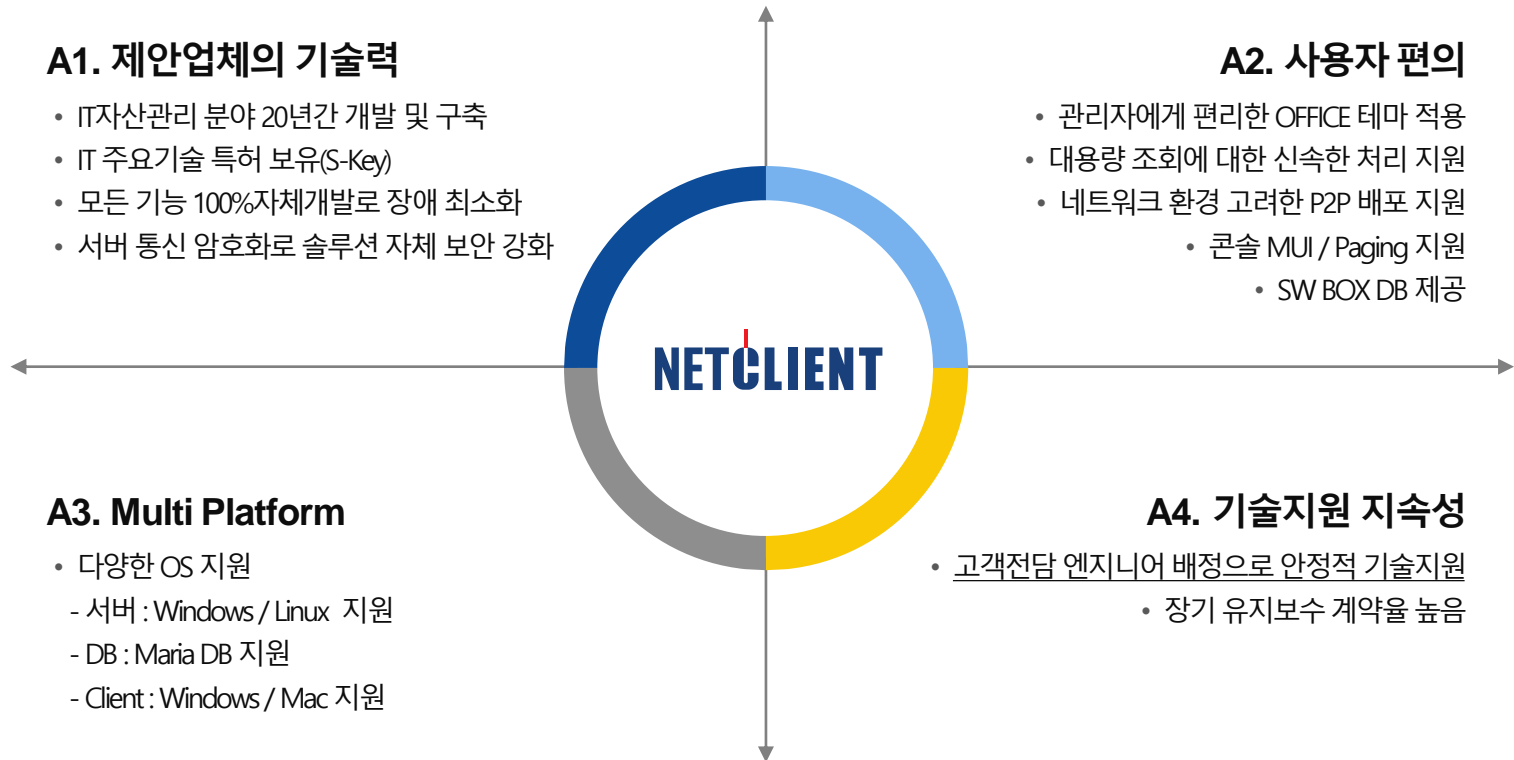 A1. 제안업체의 기술력
• IT자산관리 분야 20년간 개발 및 구축
• IT 주요기술 특허 보유(S-Key)
• 모든 기능 100%자체개발로 장애 최소화
• 서버 통신 암호화로 솔루션 자체 보안 강화
A2. 사용자 편의
• 관리자에게 편리한 OFFICE 테마 적용
• 대용량 조회에 대한 신속한 처리 지원
• 네트워크 환경 고려한 P2P 배포 지원
• 콘솔 MUI / Paging 지원
• SW BOX DB 제공
NETCLIENT
A3. Multi Platform
• 다양한 OS 지원
- 서버 : Windows / Linux 지원
- DB : Maria DB 지원
- Client : Windows / Mac 지원
A4. 기술지원 지속성
• 고객전담 엔지니어 배정으로 안정적 기술지원
• 장기 유지보수 계약율 높음